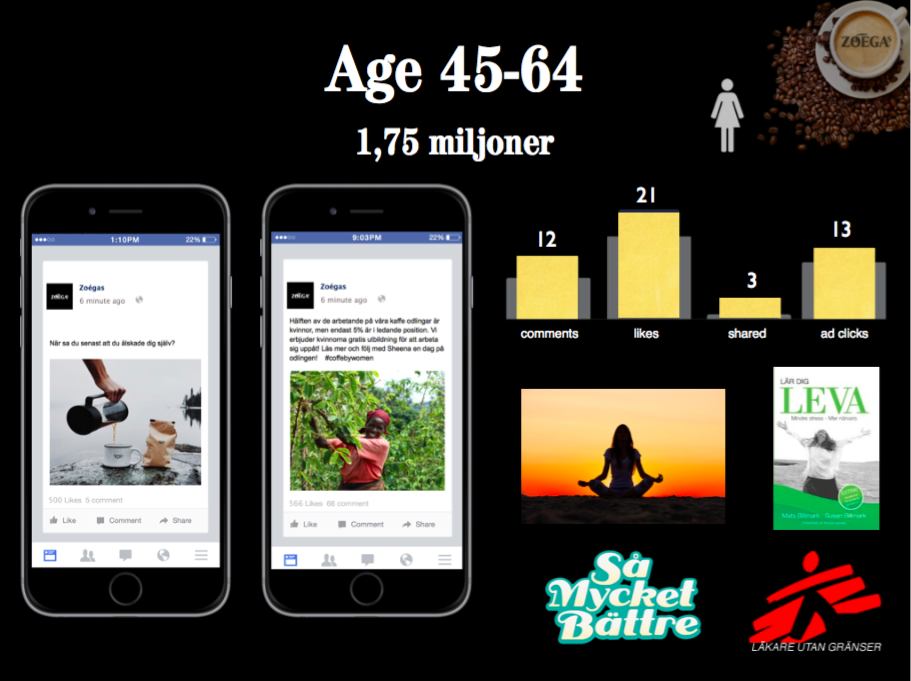 Age 45-64
1,75 miljoner
ZOÉGAS
1:10PM
22%
ZOÉGAS
Zoégas
6 minute ago
När sa du senast att du älskade dig själv?
500 Likes 5 comment
Like Comment Share
9:03PM
22%
ZOÉGAS
Zoégas
6 minute ago
Hälften av de arbetande på våra kaffe odlingar är
kvinnor, men endast 5% är i ledande position. Vi
erbjuder kvinnorna gratis utbildning för att arbeta
sig uppåt! Läs mer och följ med Sheena en dag på
odlingen! #coffebywomen
566 Likes 66 comment
Like Comment Share
12
21
3
13
comments
likes
shared
ad clicks
LÄR DIG
LEVA
Mindre stress - Mer närvaro
Mats Billmark - Susan Billmark
Så
Mycket
Bättre
LÄKARE UTAN GRÄNSER